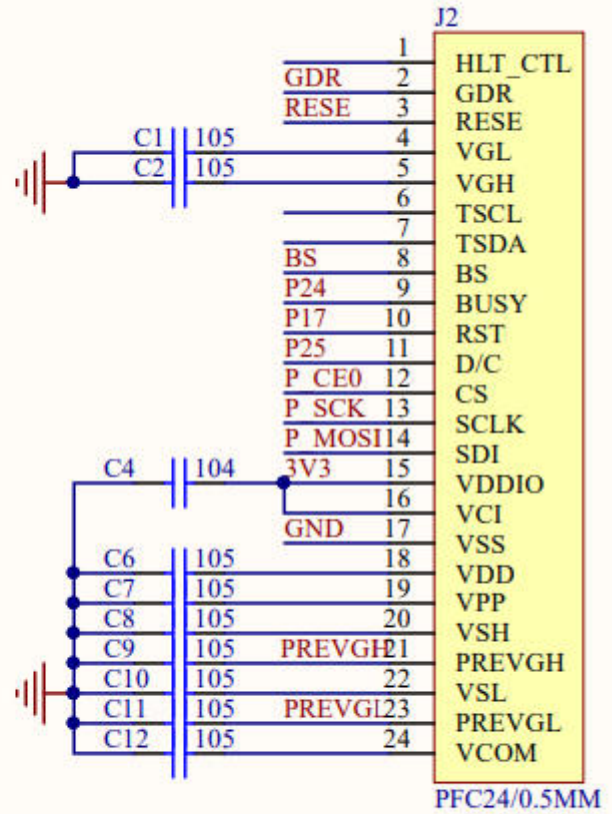 J2
1 HLT_CTL
GDR 2 GDR
RESE 3 RESE
C1 105 4 VGL
C2 105 5 VGH
6 TSCL
7 TSDA
BS 8 BS
P24 9 BUSY
P17 10 RST
P25 11 D/C
P_CE0 12 CS
P_SCK 13 SCLK
P_MOSI 14 SDI
C4 104 3V3 15 VDDIO
16 VCI
GND 17 VSS
C6 105 18 VDD
C7 105 19 VPP
C8 105 20 VSH
C9 105 PREVGH 21 PREVGH
C10 105 22 VSL
C11 105 PREVGL 23 PREVGL
C12 105 24 VCOM
PFC24/0.5MM